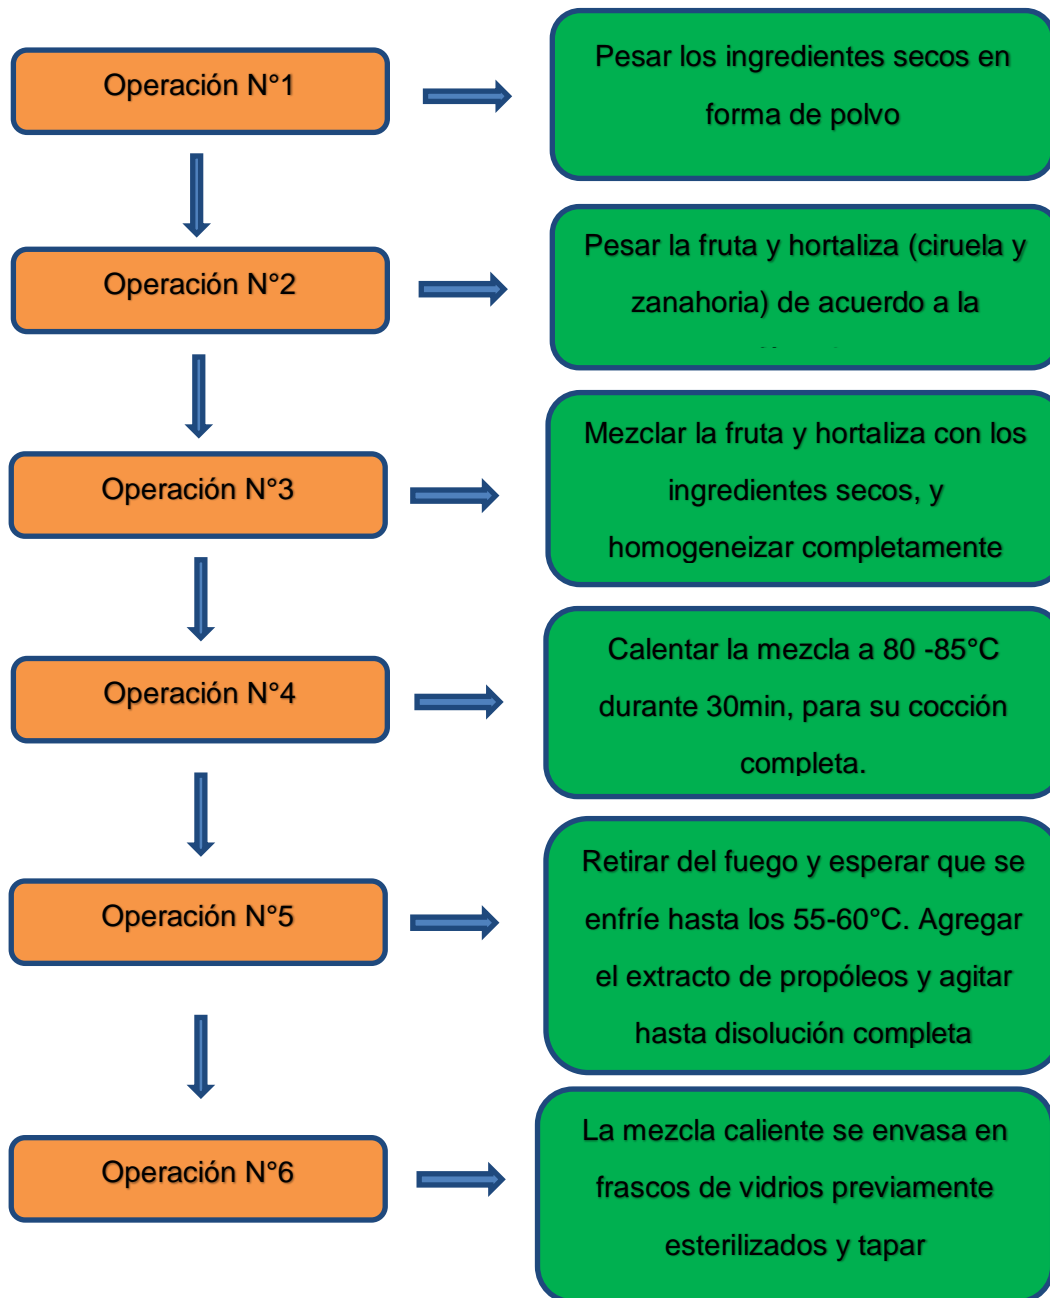 Operación N°1
Pesar los ingredientes secos en
forma de polvo
Operación N°2
Pesar la fruta y hortaliza (ciruela y
zanahoria) de acuerdo a la
Operación N°3
Mezclar la fruta y hortaliza con los
ingredientes secos, y
homogeneizar completamente
Operación N°4
Calentar la mezcla a 80 -85°C
durante 30min, para su cocción
completa.
Operación N°5
Retirar del fuego y esperar que se
enfríe hasta los 55-60°C. Agregar
el extracto de propóleos y agitar
hasta disolución completa
Operación N°6
La mezcla caliente se envasa en
frascos de vidrios previamente
esterilizados y tapar